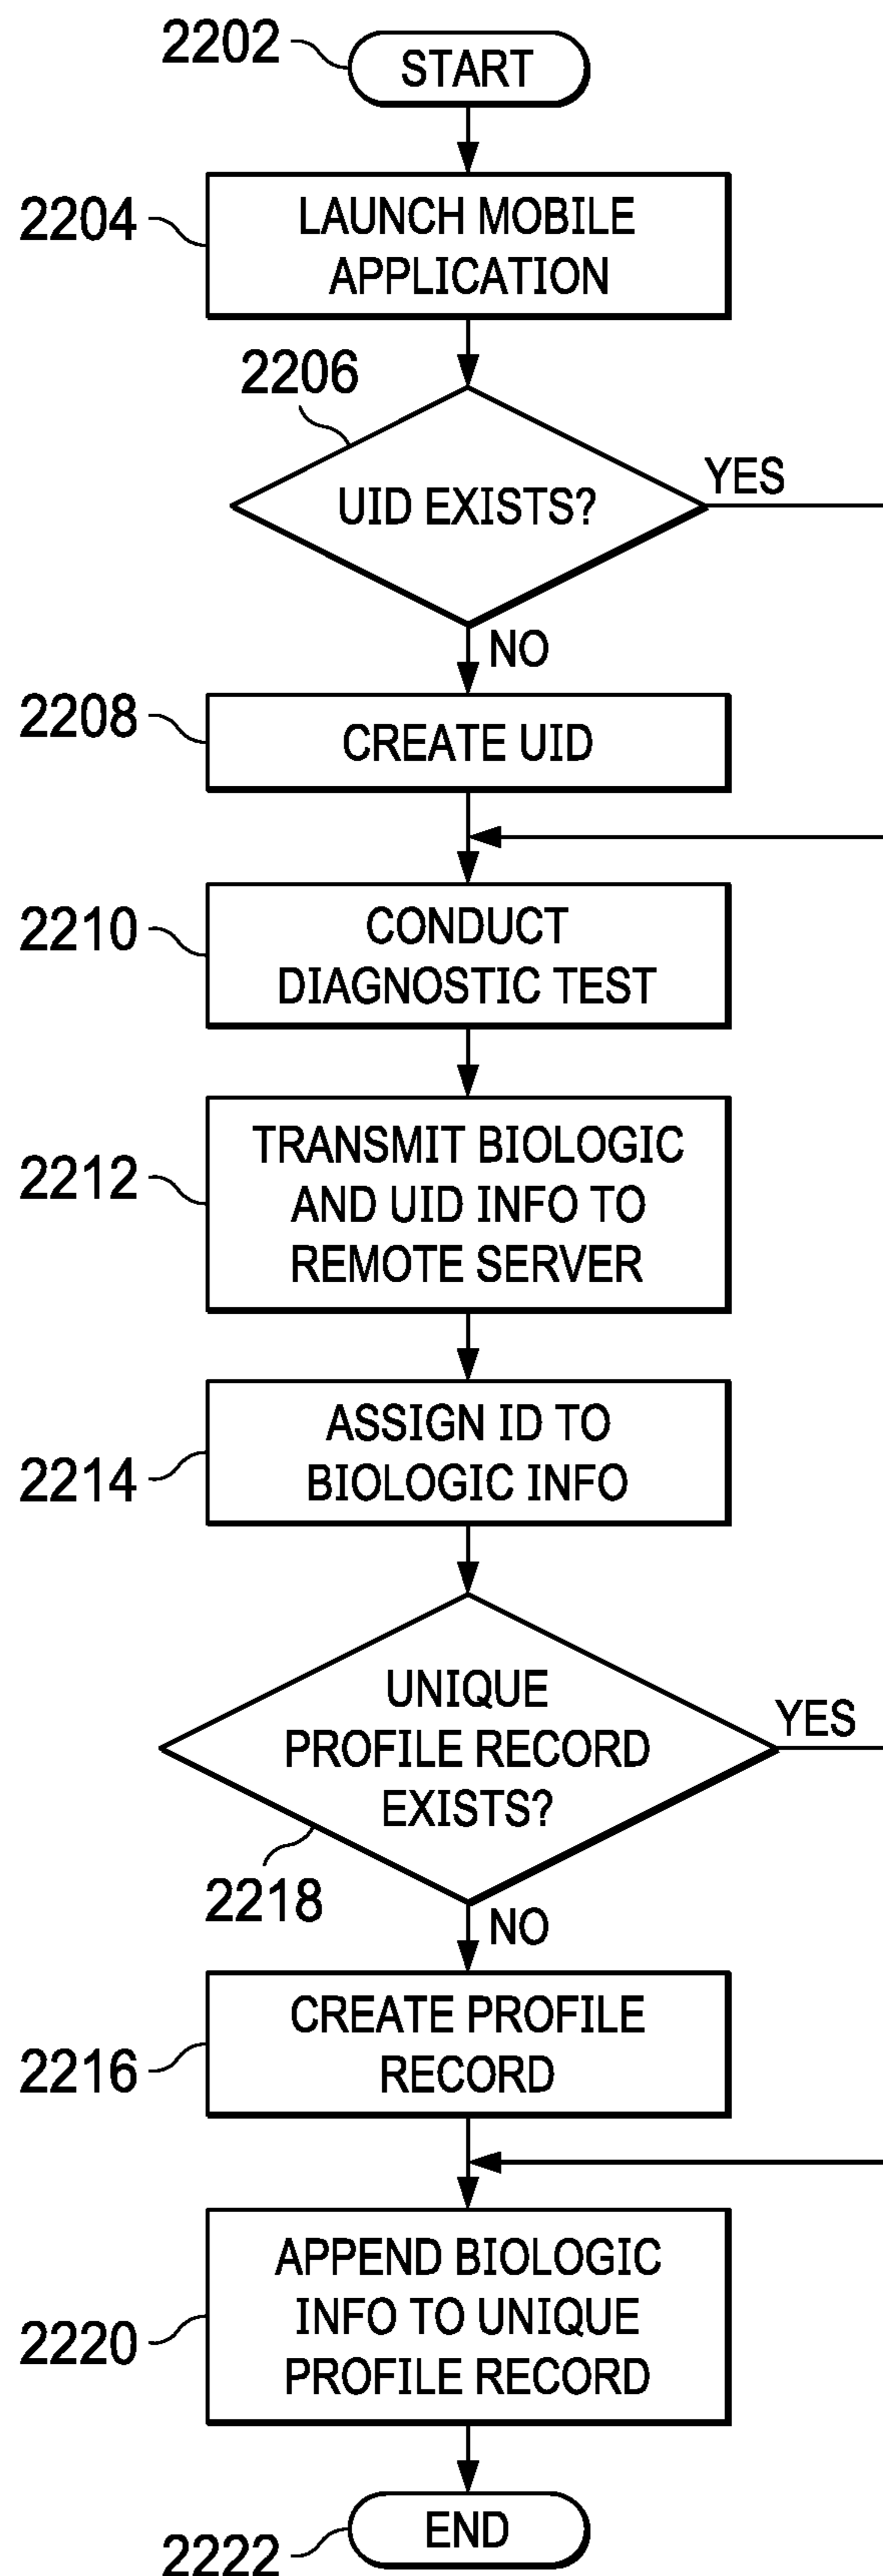 2202
START
2204
LAUNCH MOBILE
APPLICATION
2206
UID EXISTS?
YES
NO
2208
CREATE UID
2210
CONDUCT
DIAGNOSTIC TEST
2212
TRANSMIT BIOLOGIC
AND UID INFO TO
REMOTE SERVER
2214
ASSIGN ID TO
BIOLOGIC INFO
UNIQUE
PROFILE RECORD
EXISTS?
YES
2218
NO
2216
CREATE PROFILE
RECORD
2220
APPEND BIOLOGIC
INFO TO UNIQUE
PROFILE RECORD
2222
END